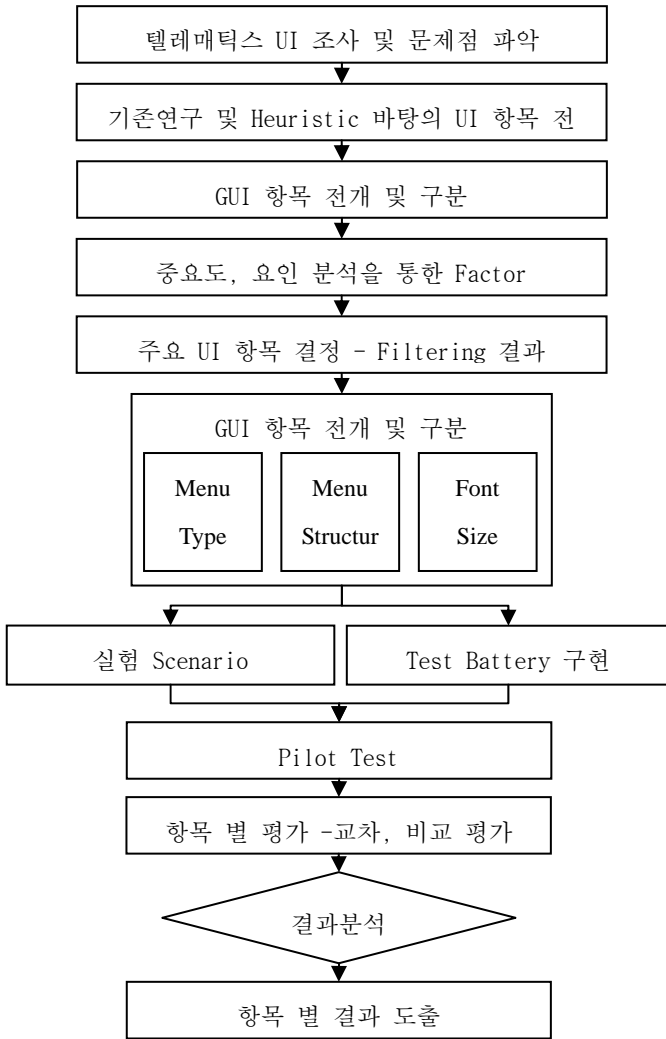 텔레매틱스 UI 조사 및 문제점 파악
기존연구 및 Heuristic 바탕의 UI 항목 전
GUI 항목 전개 및 구분
중요도, 요인 분석을 통한 Factor
주요 UI 항목 결정 - Filtering 결과
GUI 항목 전개 및 구분
Menu
Type
Menu
Structur
Font
Size
실험 Scenario
Test Battery 구현
Pilot Test
항목 별 평가 -교차, 비교 평가
결과분석
항목 별 결과 도출